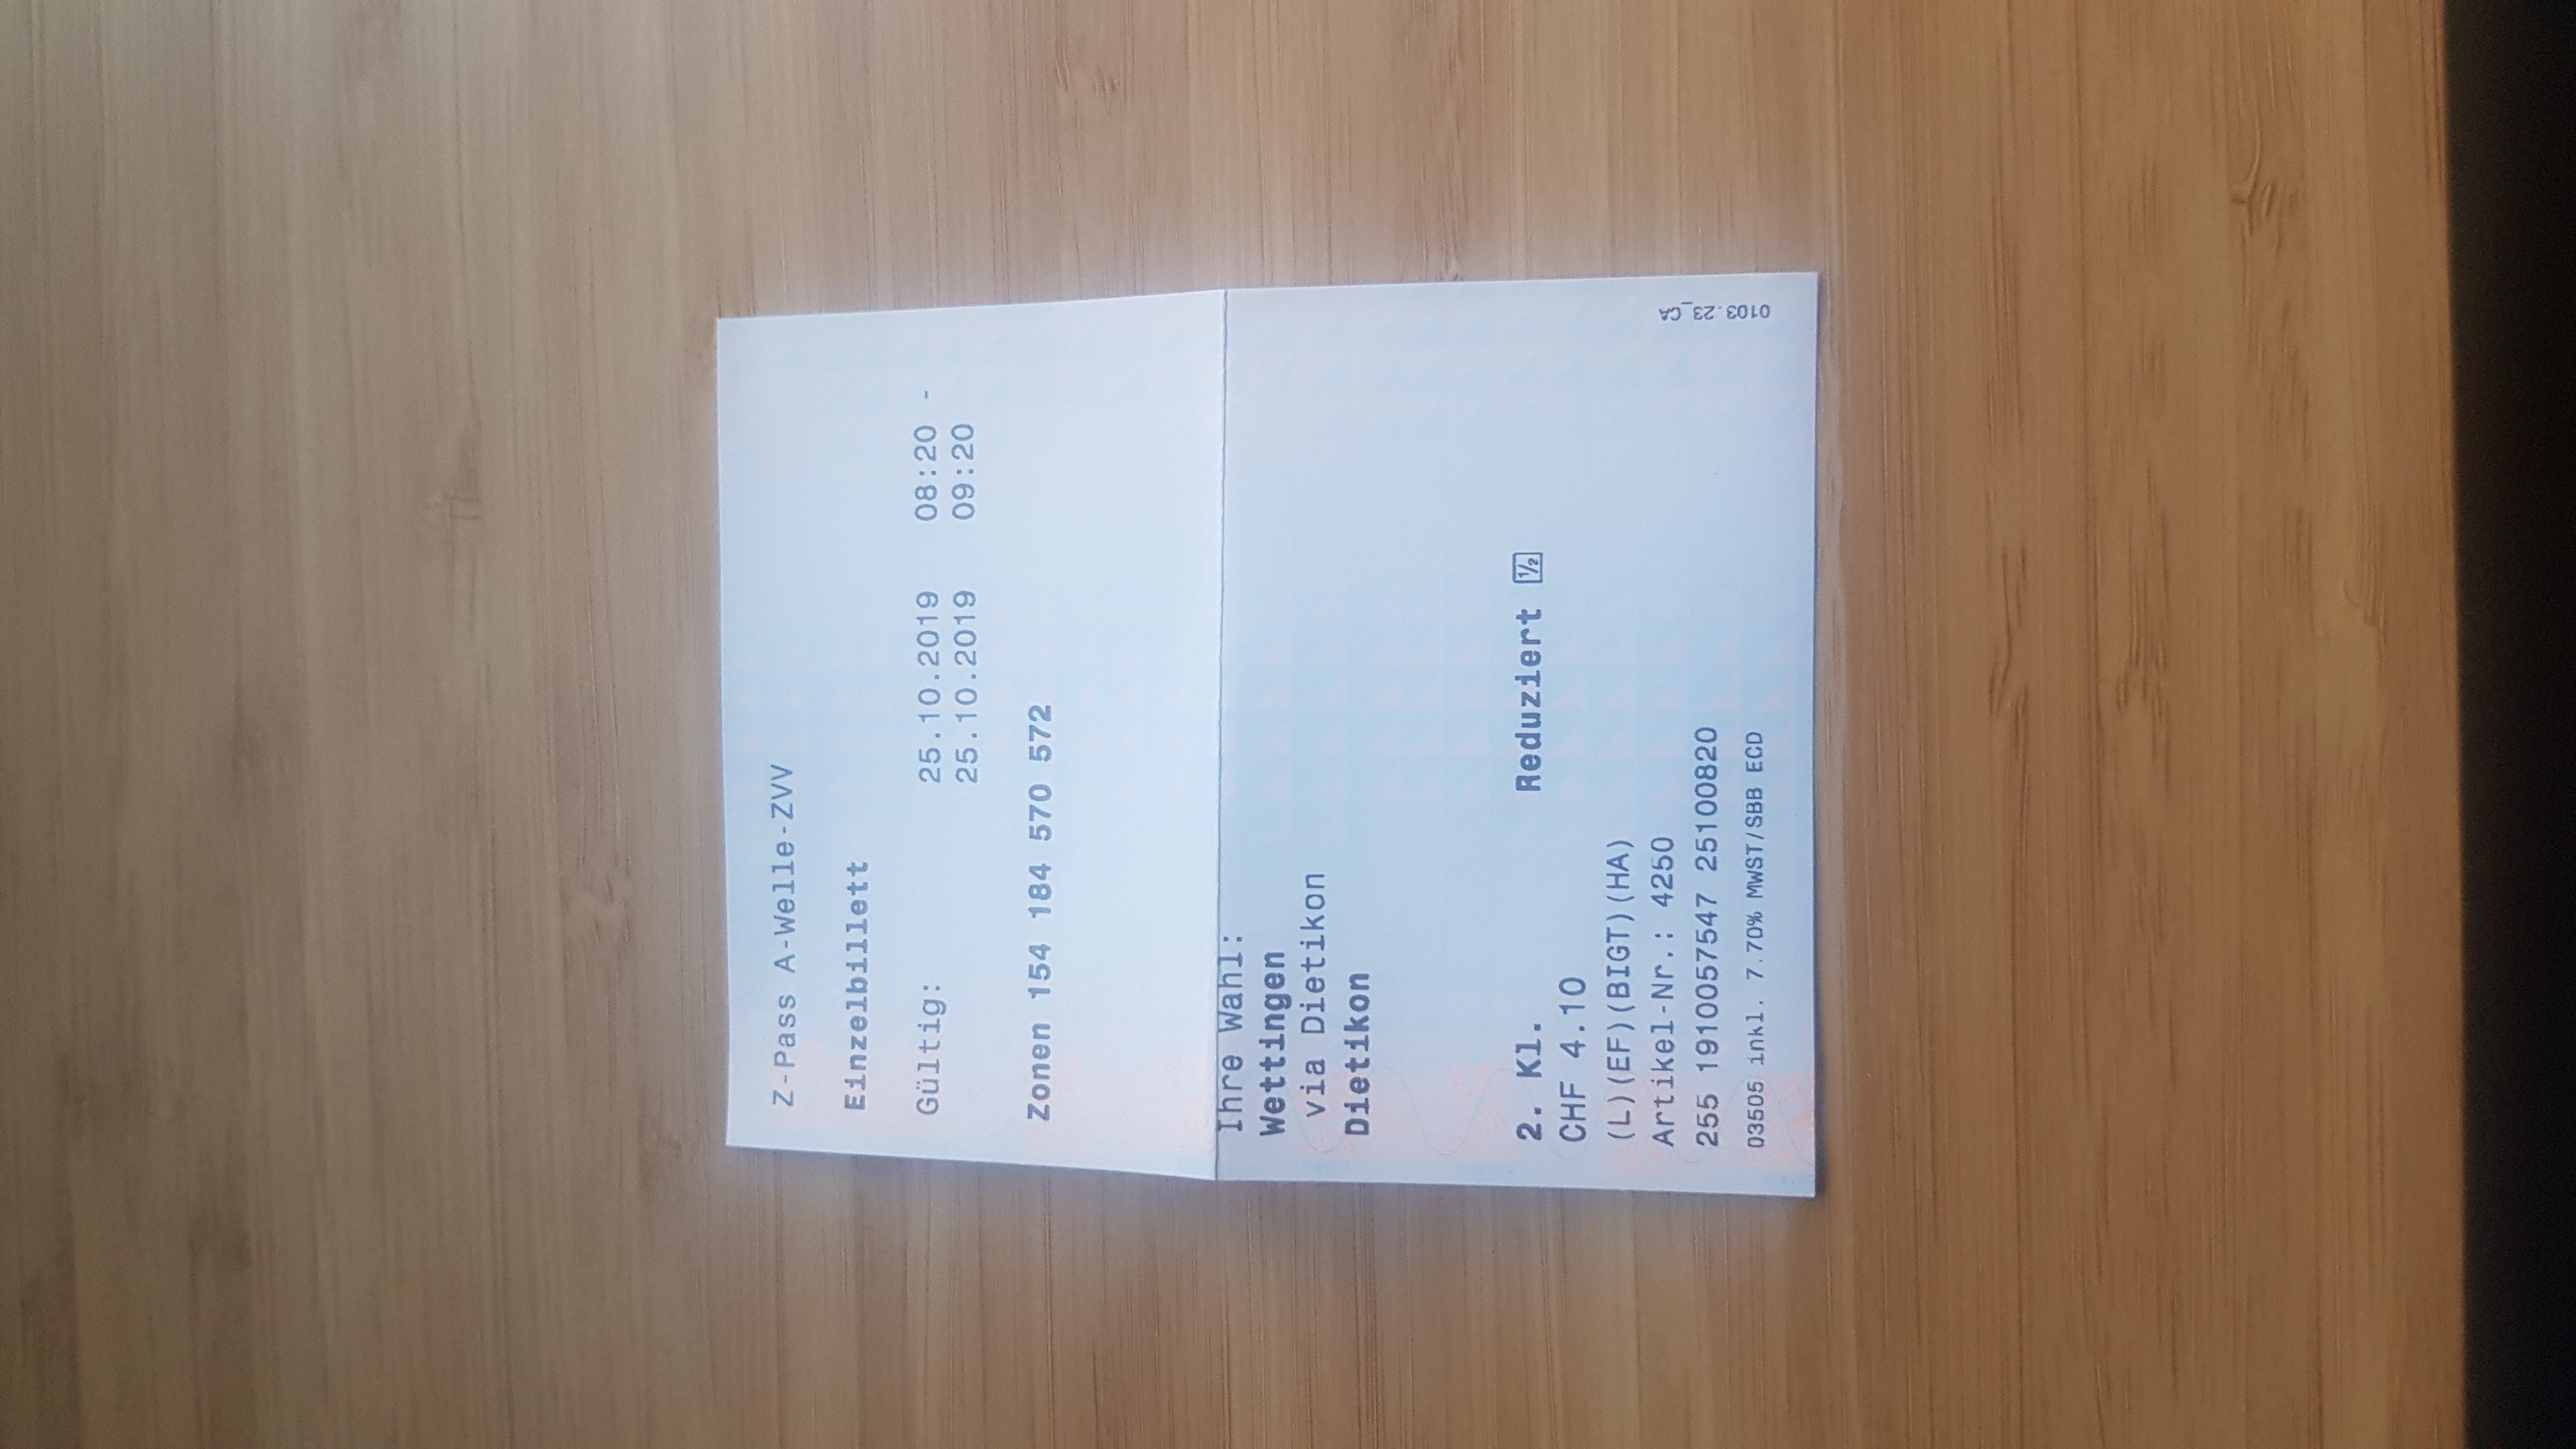 Z-Pass A-Welle-ZVV
Einzelbillett
Gültig: 25.10.2019 08:20 -
25.10.2019 09:20
Zonen 154 184 570 572
Ihre Wahl:
Wettingen
via Dietikon
Dietikon
2. Kl. Reduziert 1/2
CHF 4.10
(L)(EF)(BIGT)(HA)
Artikel-Nr.: 4250
255 1910057547 25100820
03505 inkl. 7.70% MWST/SBB ECD
0103.23_CA